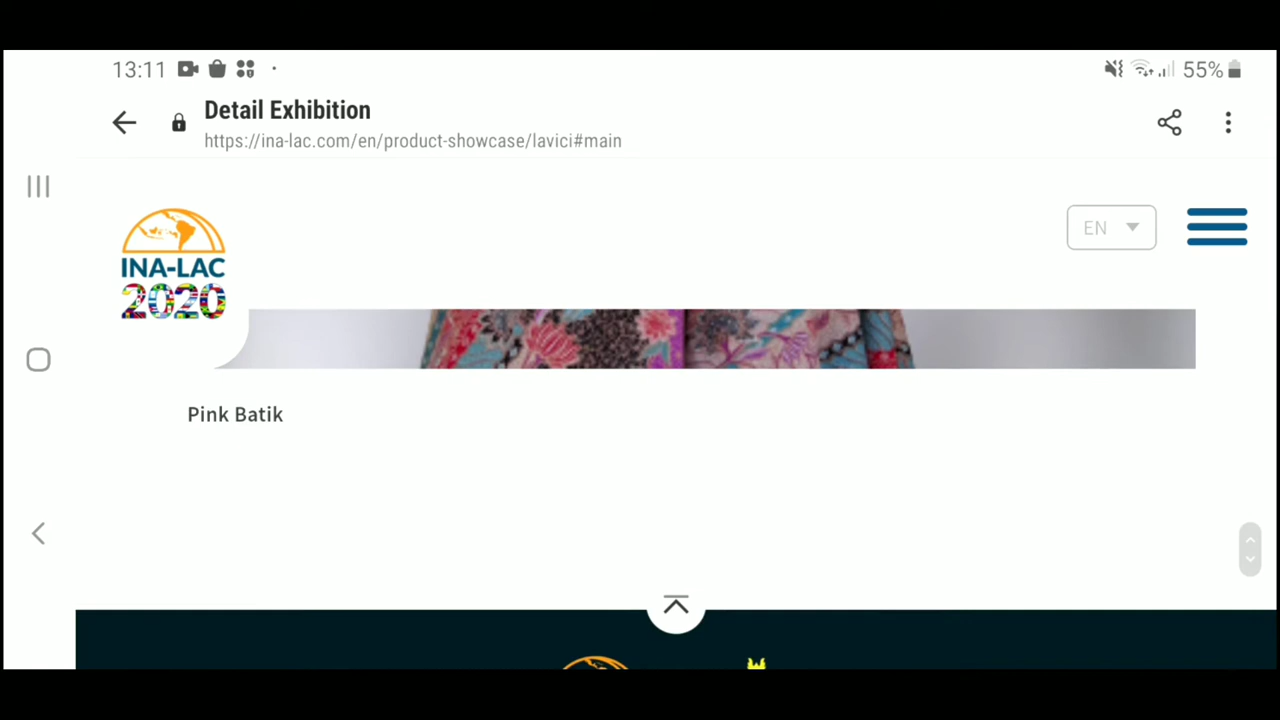 13:11
55%
Detail Exhibition
https://ina-lac.com/en/product-showcase/lavici#main
EN
INA-LAC
2020
Pink Batik